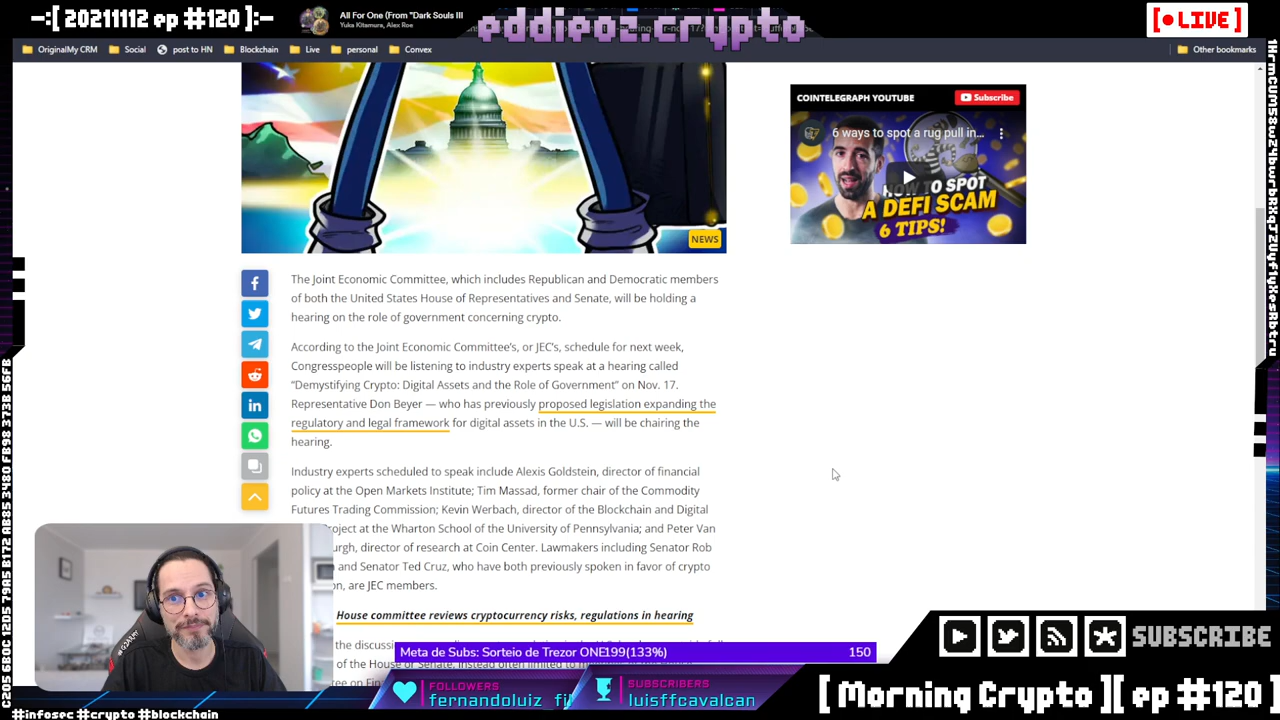 -:[ 20211112 ep #120 ]:-
All For One (From "Dark Souls III
Yuka Kitamura, Alex Roe
eddieoz.crypto
[ • LIVE ]
OriginalMy CRM
Social
post to HN
Blockchain
Live
personal
Convex
Other bookmarks
COINTELEGRAPH YOUTUBE
Subscribe
6 ways to spot a rug pull in...
HOW TO SPOT
A DEFI SCAM
6 TIPS!
NEWS
The Joint Economic Committee, which includes Republican and Democratic members
of both the United States House of Representatives and Senate, will be holding a
hearing on the role of government concerning crypto.
According to the Joint Economic Committee's, or JEC's, schedule for next week,
Congresspeople will be listening to industry experts speak at a hearing called
“Demystifying Crypto: Digital Assets and the Role of Government” on Nov. 17.
Representative Don Beyer — who has previously proposed legislation expanding the
regulatory and legal framework for digital assets in the U.S. — will be chairing the
hearing.
Industry experts scheduled to speak include Alexis Goldstein, director of financial
policy at the Open Markets Institute; Tim Massad, former chair of the Commodity
Futures Trading Commission; Kevin Werbach, director of the Blockchain and Digital
Project at the Wharton School of the University of Pennsylvania; and Peter Van
urgh, director of research at Coin Center. Lawmakers including Senator Rob
and Senator Ted Cruz, who have both previously spoken in favor of crypto
on, are JEC members.
House committee reviews cryptocurrency risks, regulations in hearing
Meta de Subs: Sorteio de Trezor ONE199(133%)
150
FOLLOWERS
fernandoluiz_fil
SUBSCRIBERS
luisffcavalcan
SUBSCRIBE
[ Morning Crypto ][ ep #120 ]
#infosec #crypto #blockchain